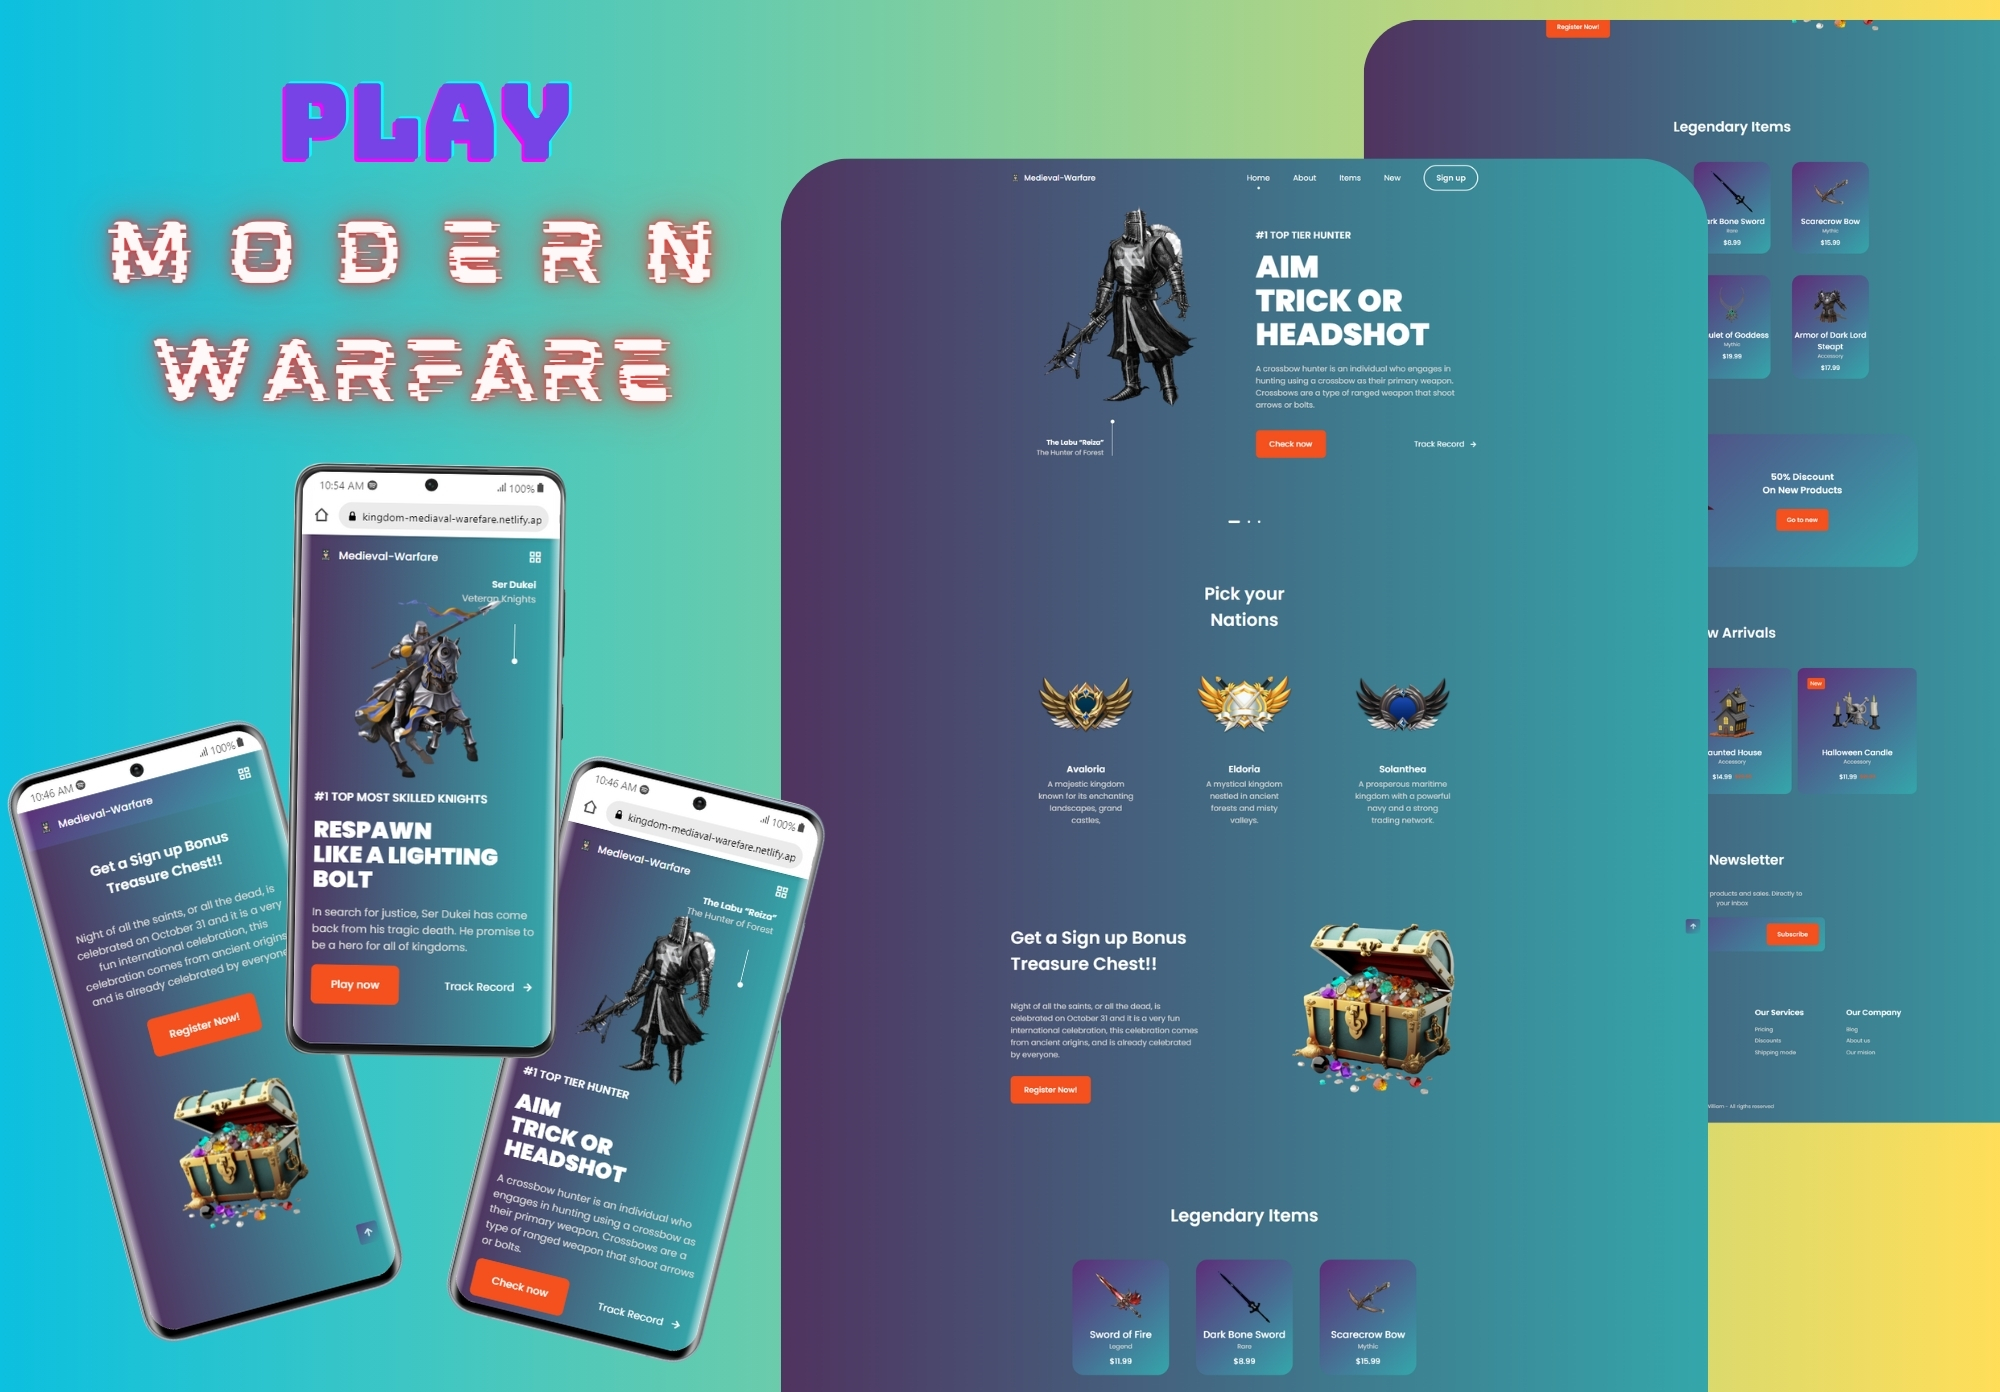 PLAY
MODERN
WARFARE
10:54 AM
100%
kingdom-mediaval-warefare.netlify.ap
Medieval-Warfare
Ser Dukei
Veteran Knights
#1 TOP MOST SKILLED KNIGHTS
RESPAWN
LIKE A LIGHTING
BOLT
In search for justice, Ser Dukei has come
back from his tragic death. He promise to
be a hero for all of kingdoms.
Play now
Track Record
10:46 AM
100%
Medieval-Warfare
Get a Sign up Bonus
Treasure Chest!!
Night of all the saints, or all the dead, is
celebrated on October 31 and it is a very
fun international celebration, this
celebration comes from ancient origins
and is already celebrated by everyone
Register Now!
10:46 AM
100%
kingdom-mediaval-warefare.netlify.ap
Medieval-Warfare
The Labu "Reiza"
The Hunter of Forest
#1 TOP TIER HUNTER
AIM
TRICK OR
HEADSHOT
A crossbow hunter is an individual who
engages in hunting using a crossbow as
their primary weapon. Crossbows are a
type of ranged weapon that shoot arrows
or bolts.
Check now
Track Record
Medieval-Warfare
Home
About
Items
New
Sign up
#1 TOP TIER HUNTER
AIM
TRICK OR
HEADSHOT
A crossbow hunter is an individual who engages in
hunting using a crossbow as their primary weapon.
Crossbows are a type of ranged weapon that shoot
arrows or bolts.
Check now
Track Record
The Labu "Reiza"
The Hunter of Forest
Pick your
Nations
Avaloria
A majestic kingdom
known for its enchanting
landscapes, grand
castles,
Eldoria
A mystical kingdom
nestled in ancient
forests and misty
valleys.
Solanthea
A prosperous maritime
kingdom with a powerful
navy and a strong
trading network.
Get a Sign up Bonus
Treasure Chest!!
Night of all the saints, or all the dead, is
celebrated on October 31 and it is a very fun
international celebration, this celebration comes
from ancient origins, and is already celebrated
by everyone.
Register Now!
Legendary Items
Sword of Fire
Legend
$11.99
Dark Bone Sword
Rare
$8.99
Scarecrow Bow
Mythic
$15.99
Register Now!
Legendary Items
ark Bone Sword
Rare
$8.99
Scarecrow Bow
Mythic
$15.99
ulet of Goddess
Mythic
$19.99
Armor of Dark Lord
Steapt
Accessory
$17.99
50% Discount
On New Products
Go to new
w Arrivals
aunted House
Accessory
$14.99
New
Halloween Candle
Accessory
$11.99
Newsletter
products and sales. Directly to
your inbox
Subscribe
Our Services
Pricing
Discounts
Shipping mode
Our Company
Blog
About us
Our mision
William - All rigths reserved